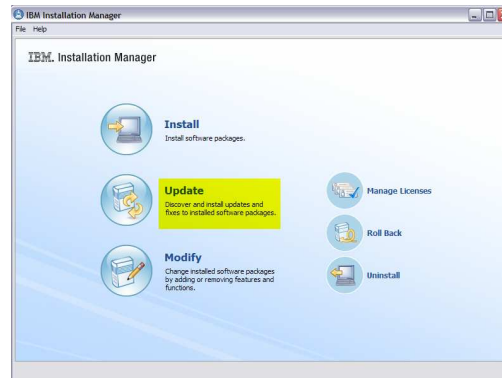 IBM Installation Manager
File Help
IBM. Installation Manager
Install
Install software packages.
Update
Discover and install updates and
fixes to installed software packages.
Modify
Change installed software packages
by adding or removing features and
functions.
Manage Licenses
Roll Back
Uninstall